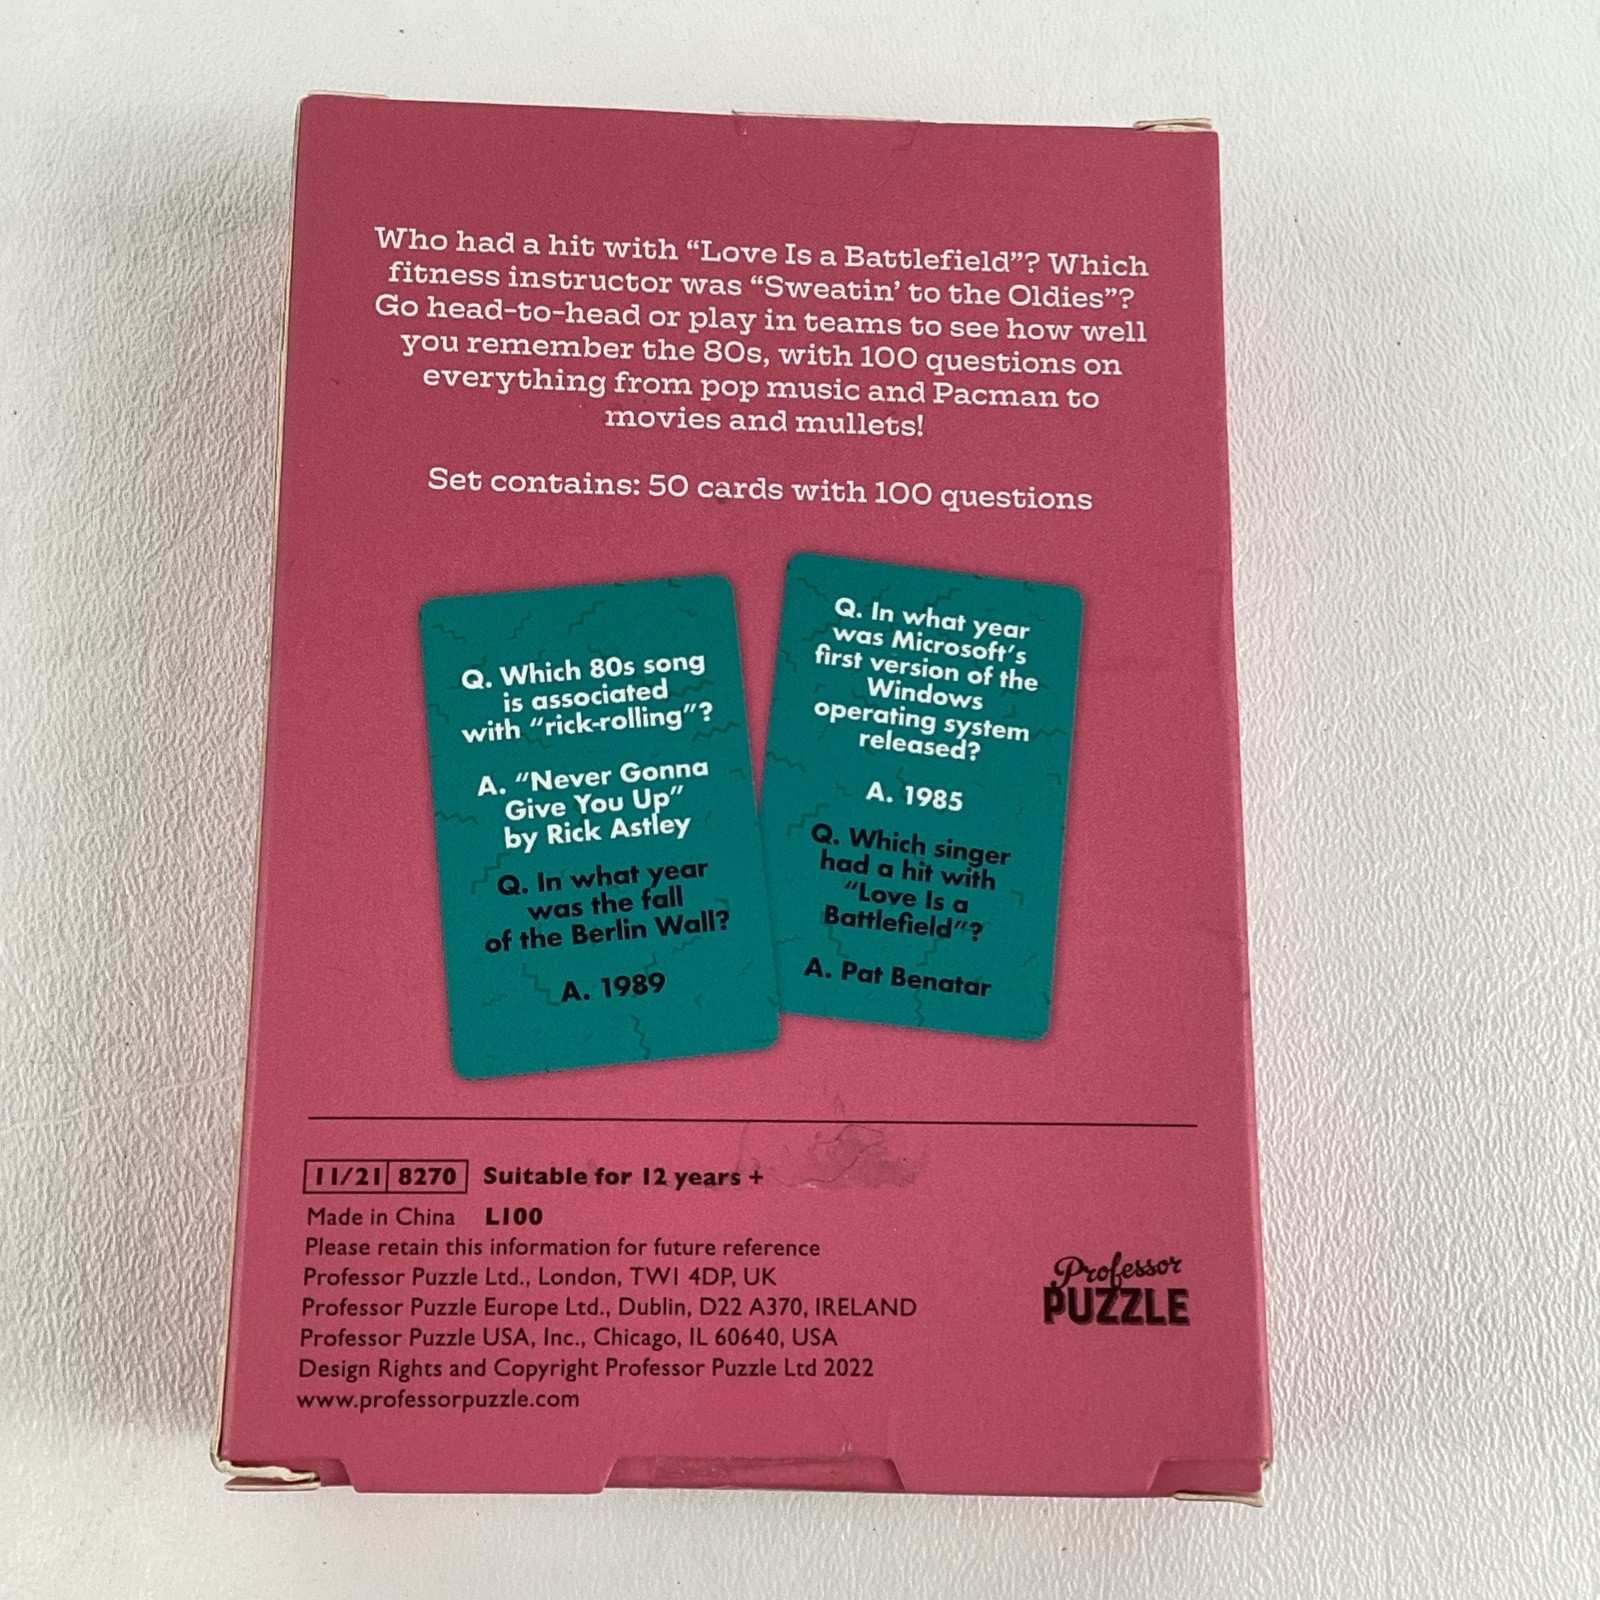 Who had a hit with “Love Is a Battlefield”? Which
fitness instructor was “Sweatin’ to the Oldies”?
Go head-to-head or play in teams to see how well
you remember the 80s, with 100 questions on
everything from pop music and Pacman to
movies and mullets!
Set contains: 50 cards with 100 questions
Q. Which 80s song
is associated
with “rick-rolling”?
A. “Never Gonna
Give You Up”
by Rick Astley
Q. In what year
was the fall
of the Berlin Wall?
A. 1989
Q. In what year
was Microsoft’s
first version of the
Windows
operating system
released?
A. 1985
Q. Which singer
had a hit with
“Love Is a
Battlefield”?
A. Pat Benatar
11/21 8270 Suitable for 12 years +
Made in China L100
Please retain this information for future reference
Professor Puzzle Ltd., London, TW1 4DP, UK
Professor Puzzle Europe Ltd., Dublin, D22 A370, IRELAND
Professor Puzzle USA, Inc., Chicago, IL 60640, USA
Design Rights and Copyright Professor Puzzle Ltd 2022
www.professorpuzzle.com
Professor
PUZZLE